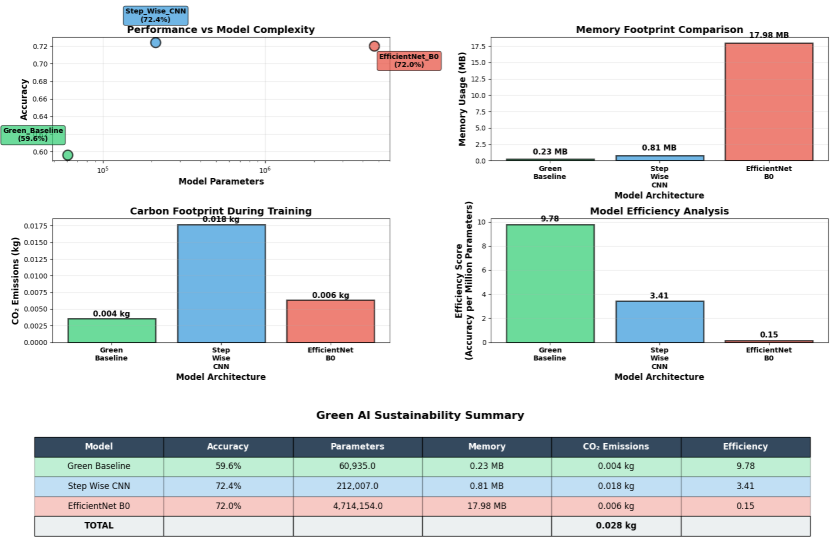 Step_Wise_CNN
(72.4%)
Performance vs Model Complexity
0.72
0.70
0.68
0.66
0.64
0.62
0.60
Accuracy
EfficientNet_B0
(72.0%)
Green_Baseline
(59.6%)
10⁵
10⁶
Model Parameters
Memory Footprint Comparison
17.98 MB
17.5
15.0
12.5
10.0
7.5
5.0
2.5
0.0
Memory Usage (MB)
0.23 MB
0.81 MB
Green
Baseline
Step
Wise
CNN
EfficientNet
B0
Model Architecture
Carbon Footprint During Training
0.018 kg
0.0175
0.0150
0.0125
0.0100
0.0075
0.0050
0.0025
0.0000
CO₂ Emissions (kg)
0.004 kg
0.006 kg
Green
Baseline
Step
Wise
CNN
EfficientNet
B0
Model Architecture
Model Efficiency Analysis
10
8
6
4
2
0
Efficiency Score
(Accuracy per Million Parameters)
9.78
3.41
0.15
Green
Baseline
Step
Wise
CNN
EfficientNet
B0
Model Architecture
Green AI Sustainability Summary
Model Accuracy Parameters Memory CO₂ Emissions Efficiency
Green Baseline 59.6% 60,935.0 0.23 MB 0.004 kg 9.78
Step Wise CNN 72.4% 212,007.0 0.81 MB 0.018 kg 3.41
EfficientNet B0 72.0% 4,714,154.0 17.98 MB 0.006 kg 0.15
TOTAL 0.028 kg